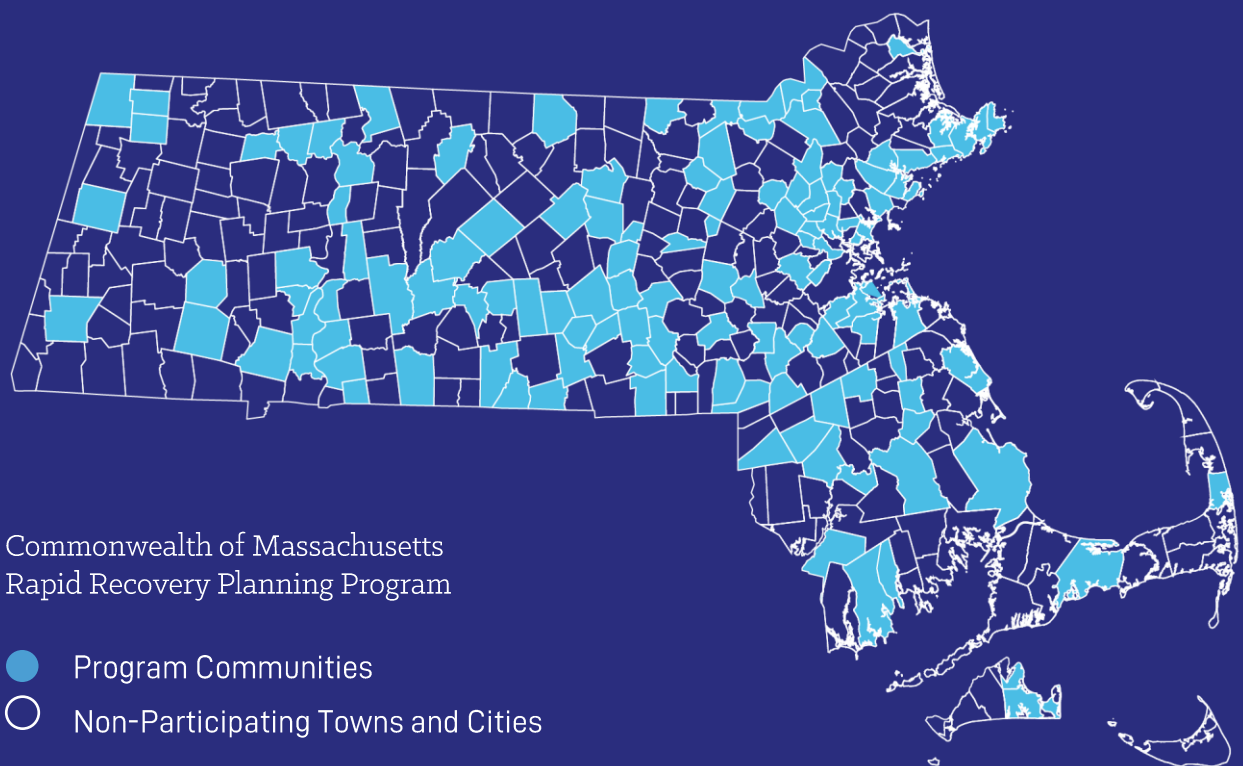 Commonwealth of Massachusetts
Rapid Recovery Planning Program
Program Communities
Non-Participating Towns and Cities